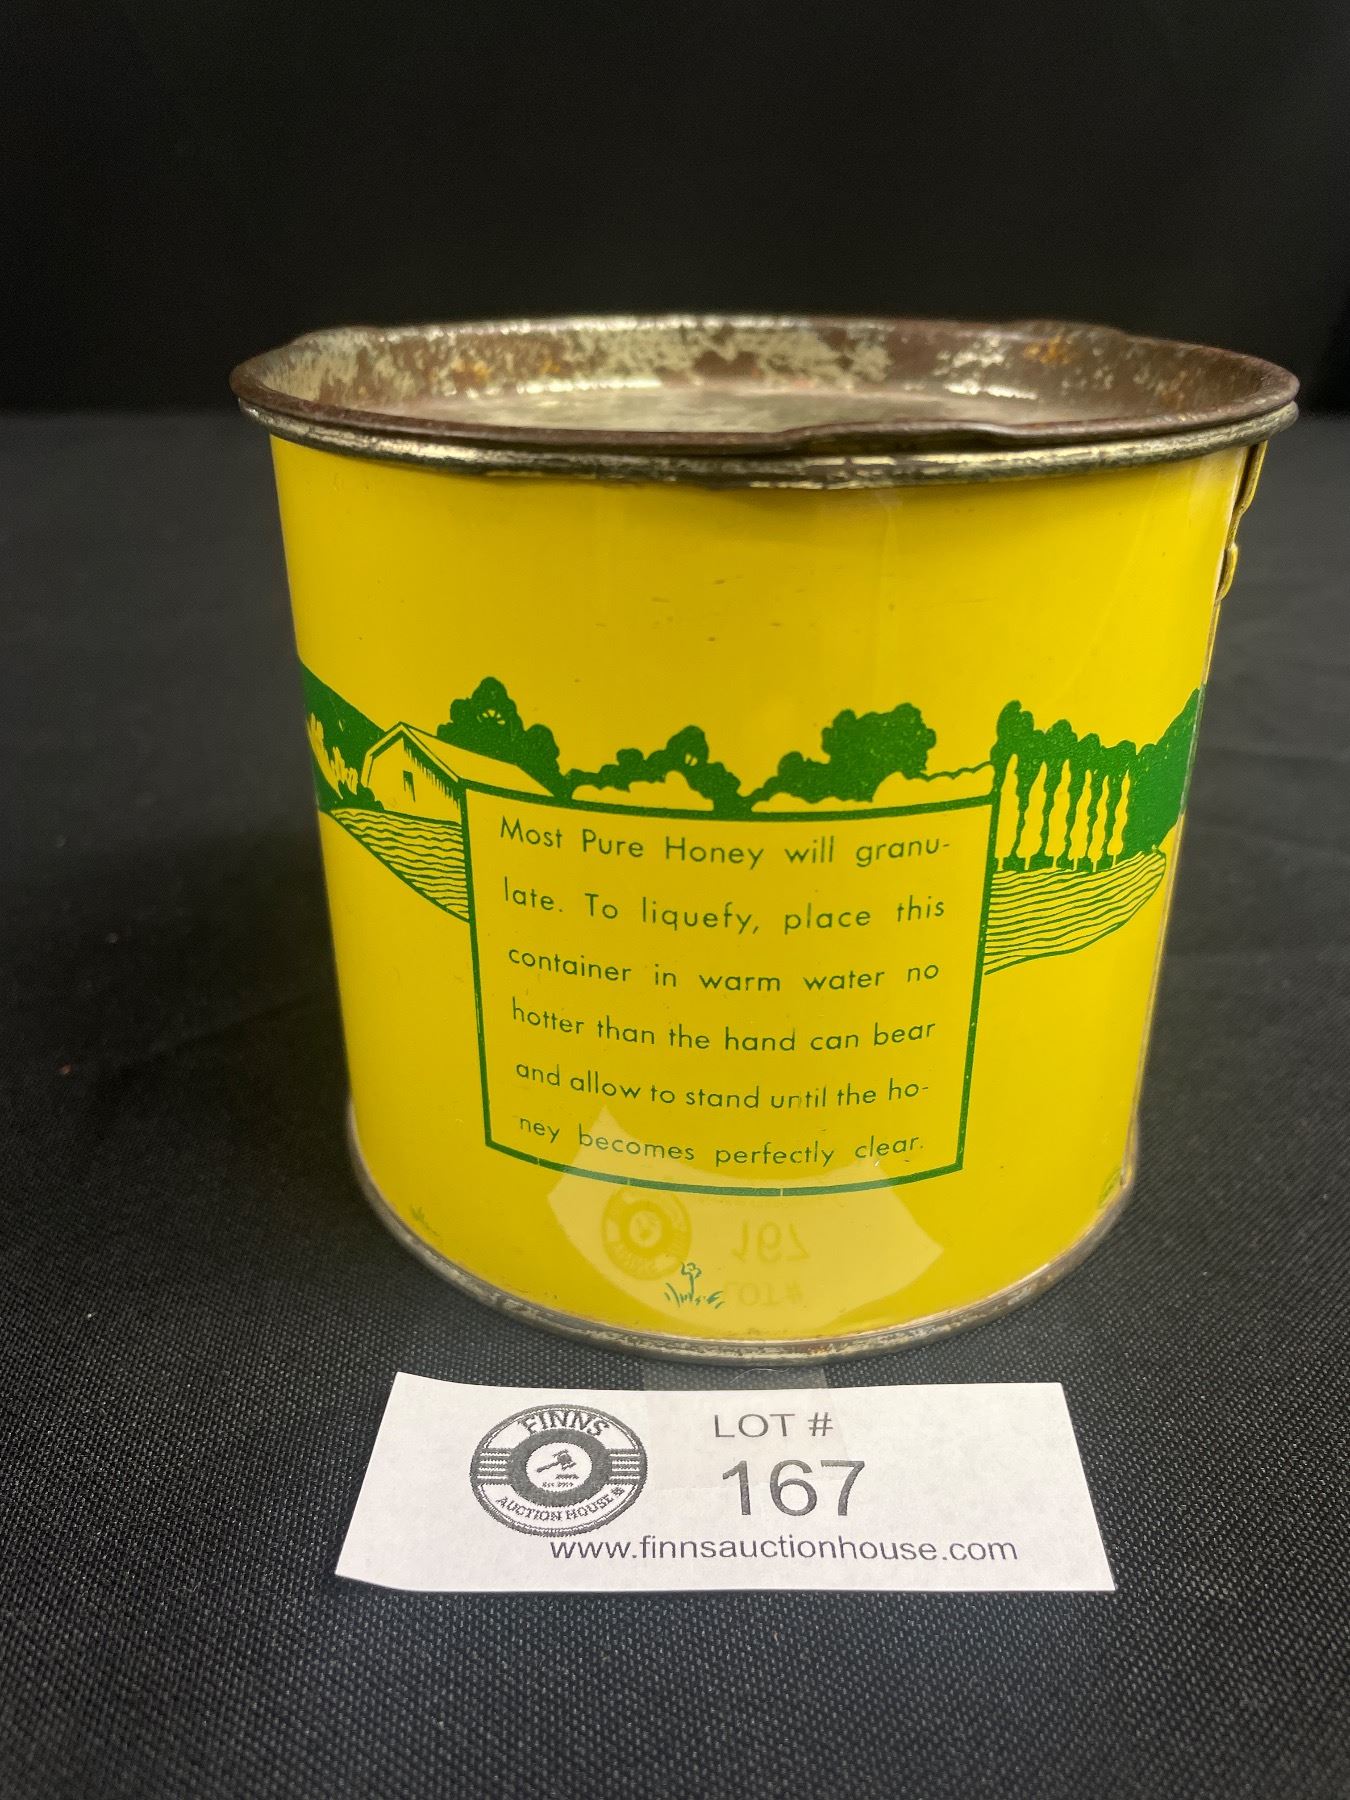 Most Pure Honey will granu-
late. To liquefy, place this
container in warm water no
hotter than the hand can bear
and allow to stand until the ho-
ney becomes perfectly clear.
FINNS
AUCTION HOUSE
LOT #
167
www.finnsauctionhouse.com